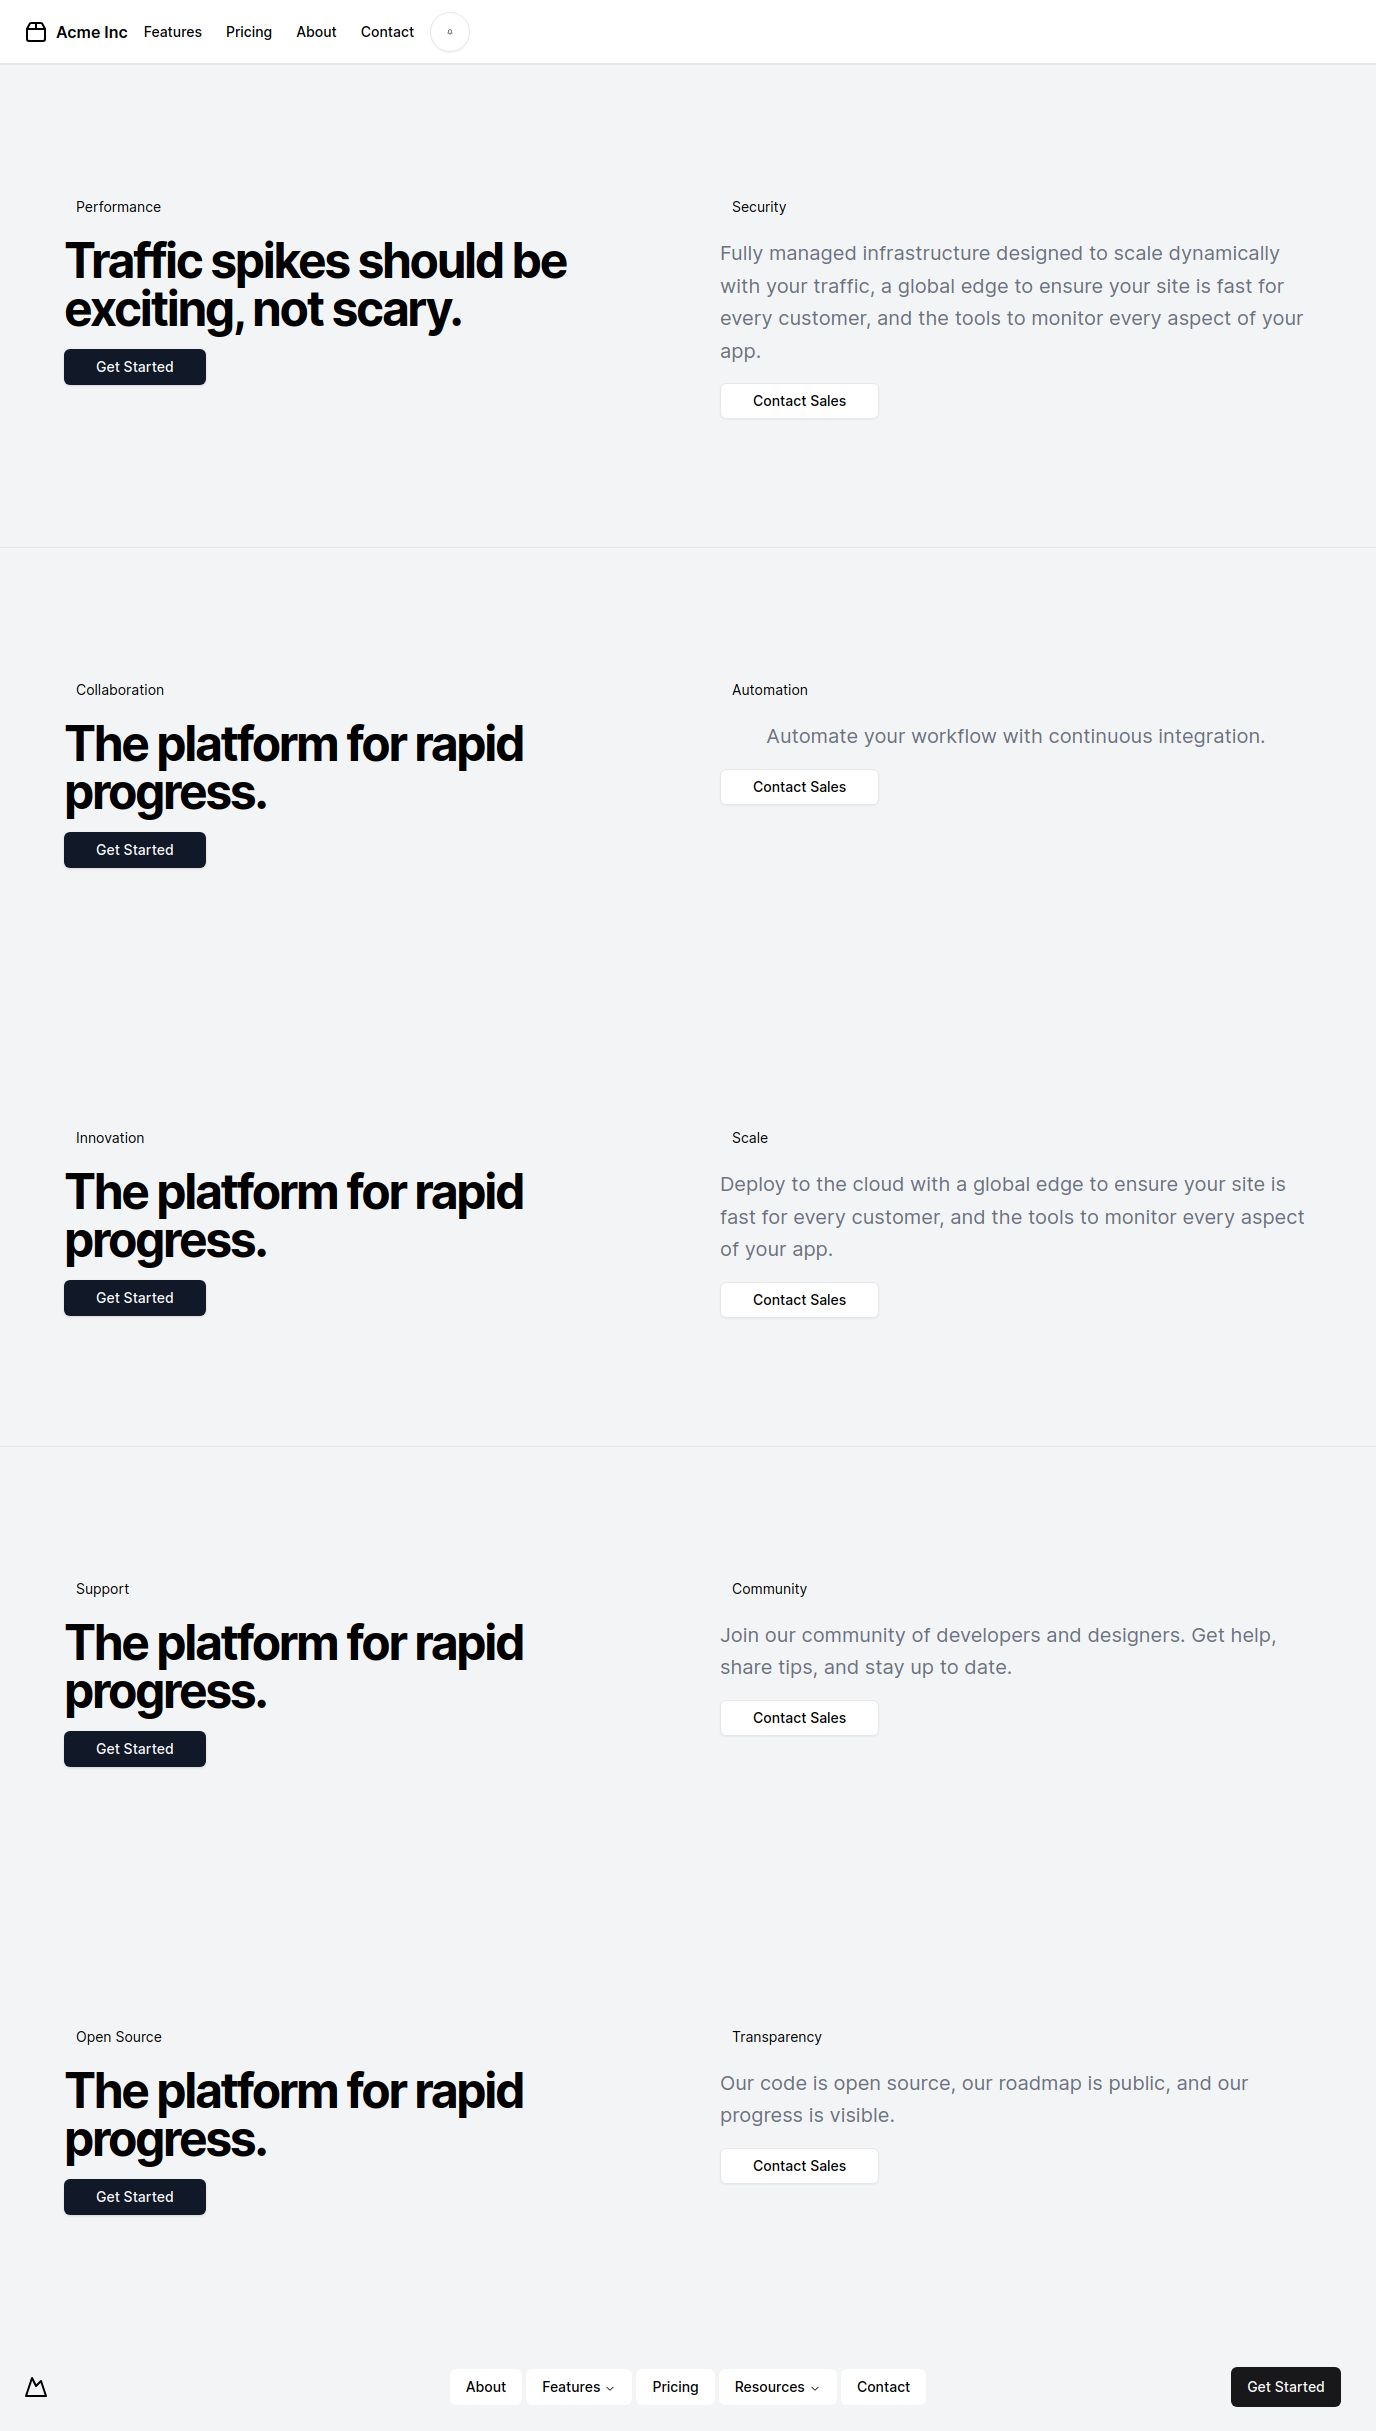 Acme Inc Features Pricing About Contact
Performance
Traffic spikes should be
exciting, not scary.
Get Started
Security
Fully managed infrastructure designed to scale dynamically
with your traffic, a global edge to ensure your site is fast for
every customer, and the tools to monitor every aspect of your
app.
Contact Sales
Collaboration
The platform for rapid
progress.
Get Started
Automation
Automate your workflow with continuous integration.
Contact Sales
Innovation
The platform for rapid
progress.
Get Started
Scale
Deploy to the cloud with a global edge to ensure your site is
fast for every customer, and the tools to monitor every aspect
of your app.
Contact Sales
Support
The platform for rapid
progress.
Get Started
Community
Join our community of developers and designers. Get help,
share tips, and stay up to date.
Contact Sales
Open Source
The platform for rapid
progress.
Get Started
Transparency
Our code is open source, our roadmap is public, and our
progress is visible.
Contact Sales
About Features Pricing Resources Contact Get Started